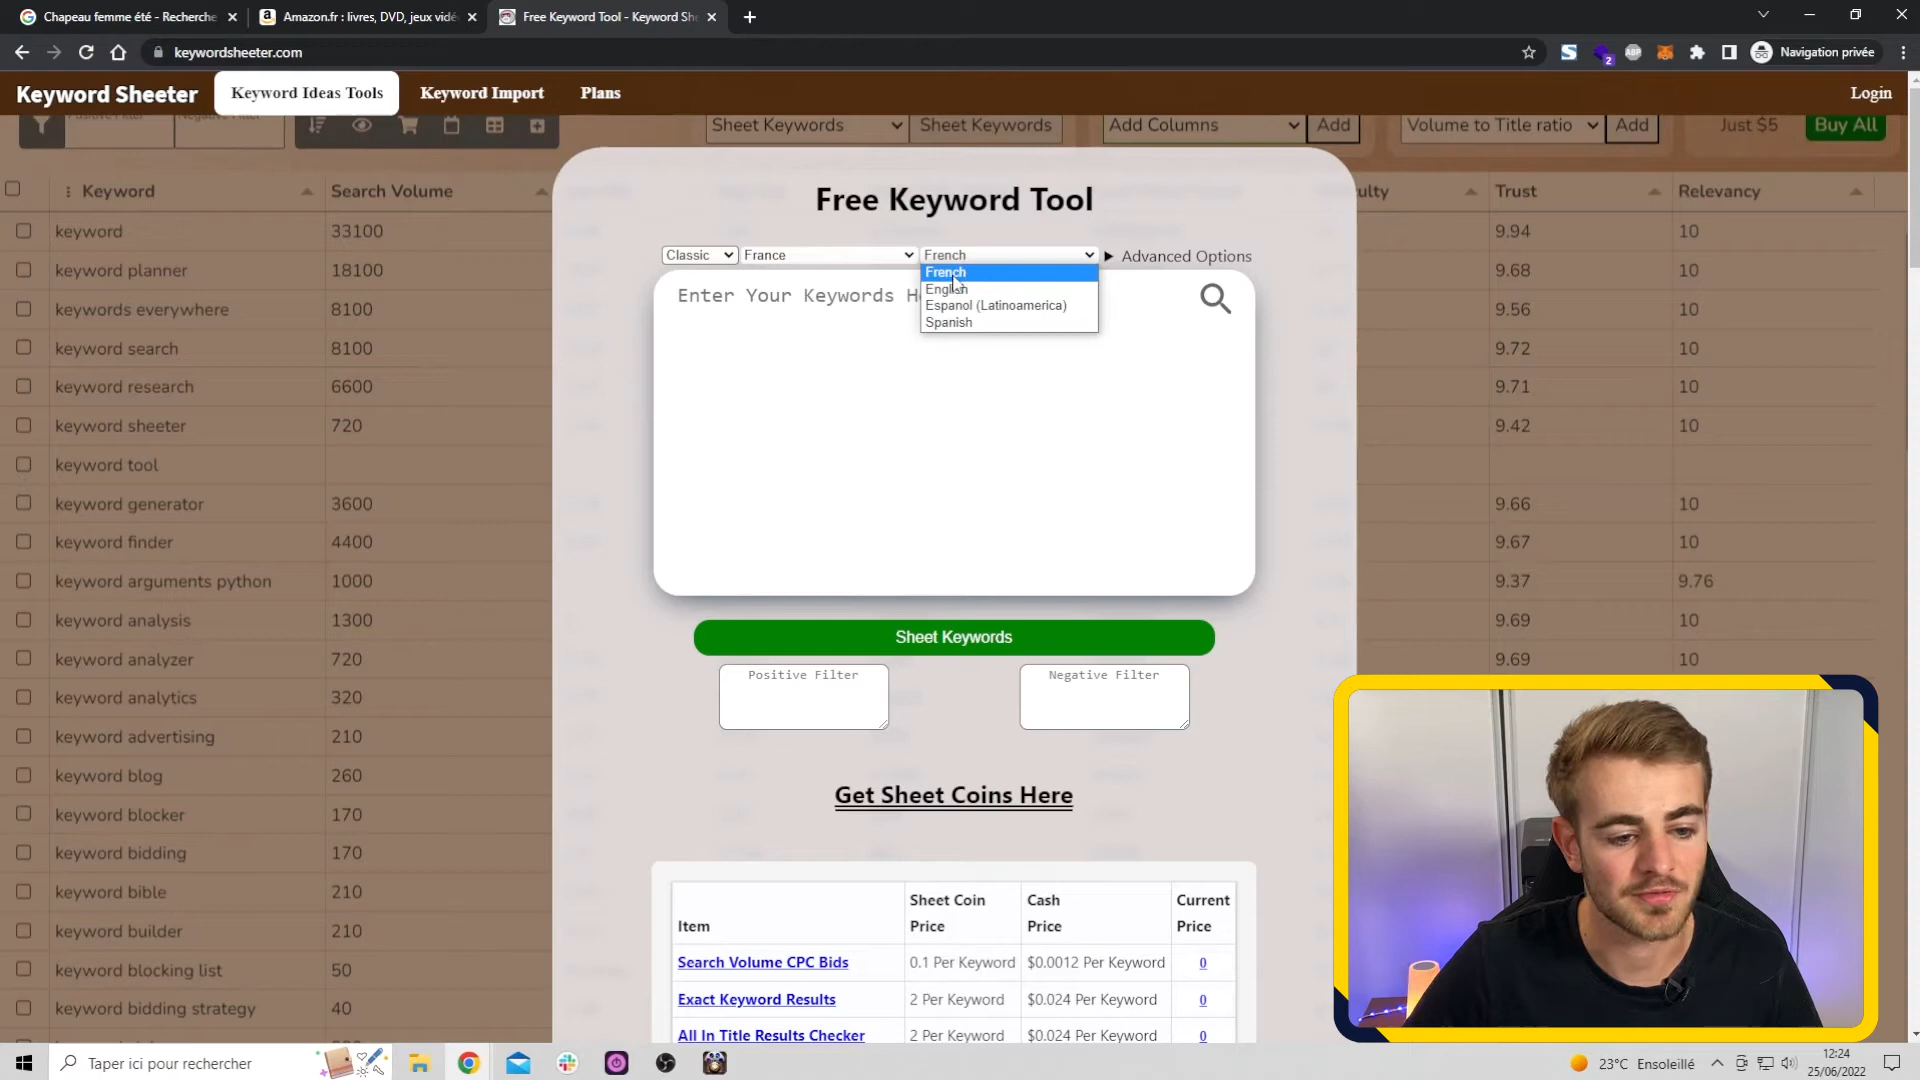 Chapeau femme été - Recherche
Amazon.fr : livres, DVD, jeux vidé
Free Keyword Tool - Keyword She
keywordsheeter.com
2
ABP
Navigation privée
Keyword Sheeter
Keyword Ideas Tools
Keyword Import
Plans
Login
Sheet Keywords
Sheet Keywords
Add Columns
Add
Volume to Title ratio
Add
Just $5
Buy All
Keyword
Search Volume
Trust
Relevancy
keyword 33100 9.94 10
keyword planner 18100 9.68 10
keywords everywhere 8100 9.56 10
keyword search 8100 9.72 10
keyword research 6600 9.71 10
keyword sheeter 720 9.42 10
keyword tool
keyword generator 3600 9.66 10
keyword finder 4400 9.67 10
keyword arguments python 1000 9.37 9.76
keyword analysis 1300 9.69 10
keyword analyzer 720 9.69 10
keyword analytics 320
keyword advertising 210
keyword blog 260
keyword blocker 170
keyword bidding 170
keyword bible 210
keyword builder 210
keyword blocking list 50
keyword bidding strategy 40
Free Keyword Tool
Classic
France
French
Advanced Options
French
English
Espanol (Latinoamerica)
Spanish
Enter Your Keywords
Sheet Keywords
Positive Filter
Negative Filter
Get Sheet Coins Here
Item
Sheet Coin Price
Cash Price
Current Price
Search Volume CPC Bids 0.1 Per Keyword $0.0012 Per Keyword 0
Exact Keyword Results 2 Per Keyword $0.024 Per Keyword 0
All In Title Results Checker 2 Per Keyword $0.024 Per Keyword 0
Taper ici pour rechercher
23°C Ensoleillé
12:24
25/06/2022